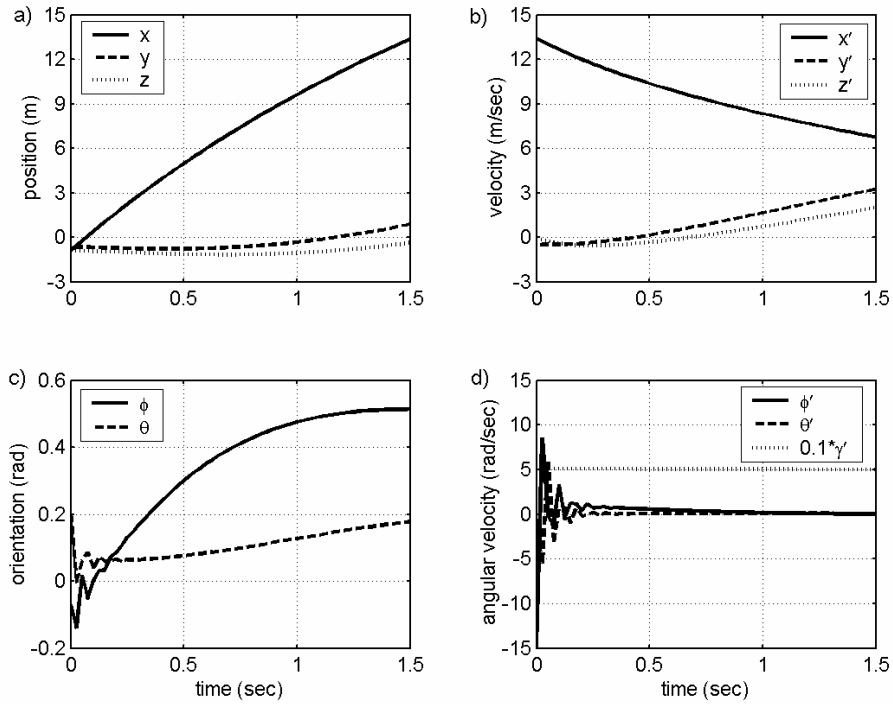 a)
15
12
9
6
3
0
-3
position (m)
x
y
z
0
0.5
1
1.5
b)
15
12
9
6
3
0
-3
velocity (m/sec)
x′
y′
z′
0
0.5
1
1.5
c)
0.6
0.4
0.2
0
-0.2
orientation (rad)
ϕ
θ
0
0.5
1
1.5
time (sec)
d)
15
10
5
0
-5
-10
-15
angular velocity (rad/sec)
ϕ′
θ′
0.1*γ′
0
0.5
1
1.5
time (sec)